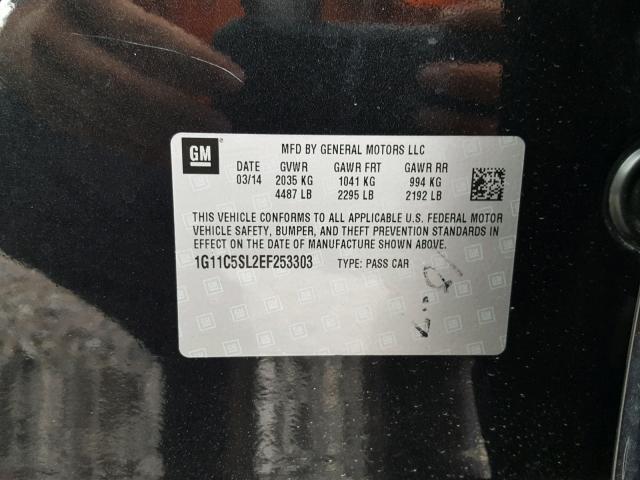 GM
MFD BY GENERAL MOTORS LLC
DATE GVWR GAWR FRT GAWR RR
03/14 2035 KG 1041 KG 994 KG
4487 LB 2295 LB 2192 LB
THIS VEHICLE CONFORMS TO ALL APPLICABLE U.S. FEDERAL MOTOR
VEHICLE SAFETY, BUMPER, AND THEFT PREVENTION STANDARDS IN
EFFECT ON THE DATE OF MANUFACTURE SHOWN ABOVE.
1G11C5SL2EF253303 TYPE: PASS CAR